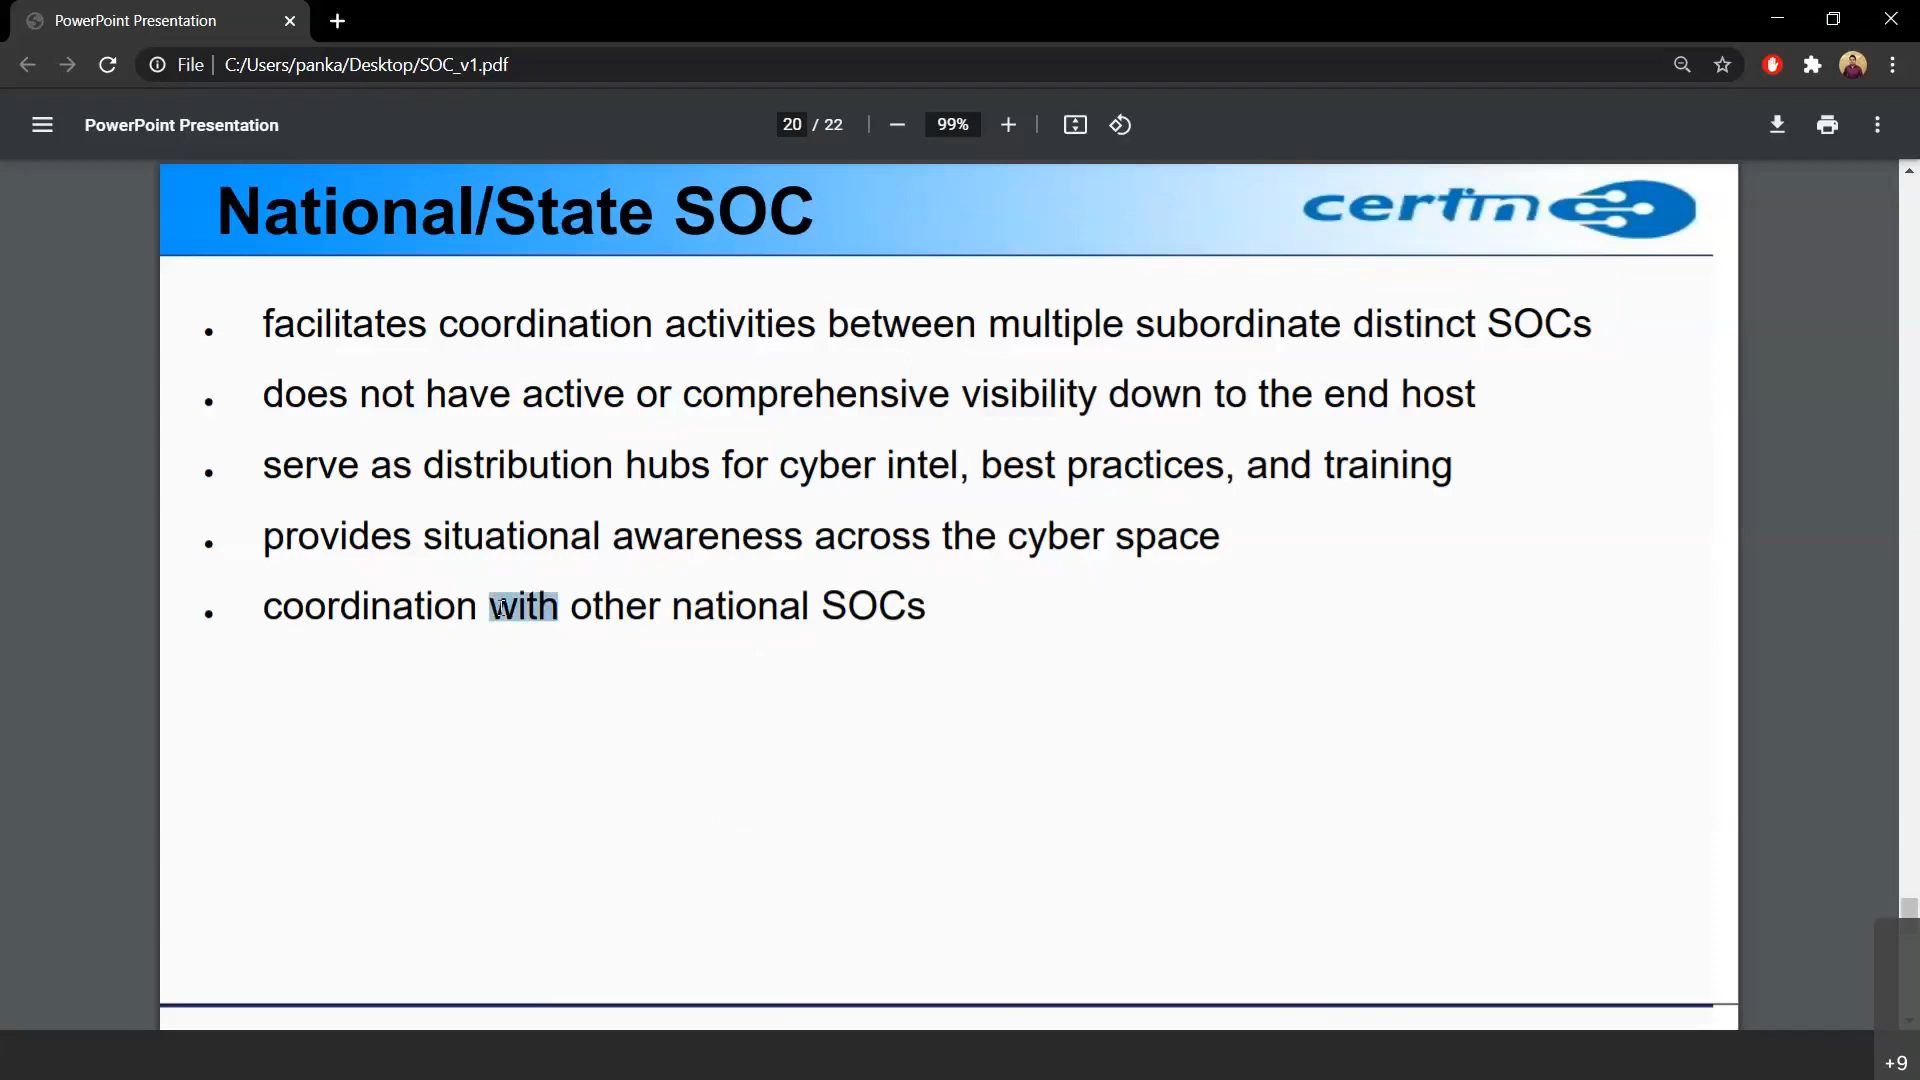 PowerPoint Presentation
File C:/Users/panka/Desktop/SOC_v1.pdf
PowerPoint Presentation
20 / 22
99%
National/State SOC
certin
• facilitates coordination activities between multiple subordinate distinct SOCs
• does not have active or comprehensive visibility down to the end host
• serve as distribution hubs for cyber intel, best practices, and training
• provides situational awareness across the cyber space
• coordination with other national SOCs
+9